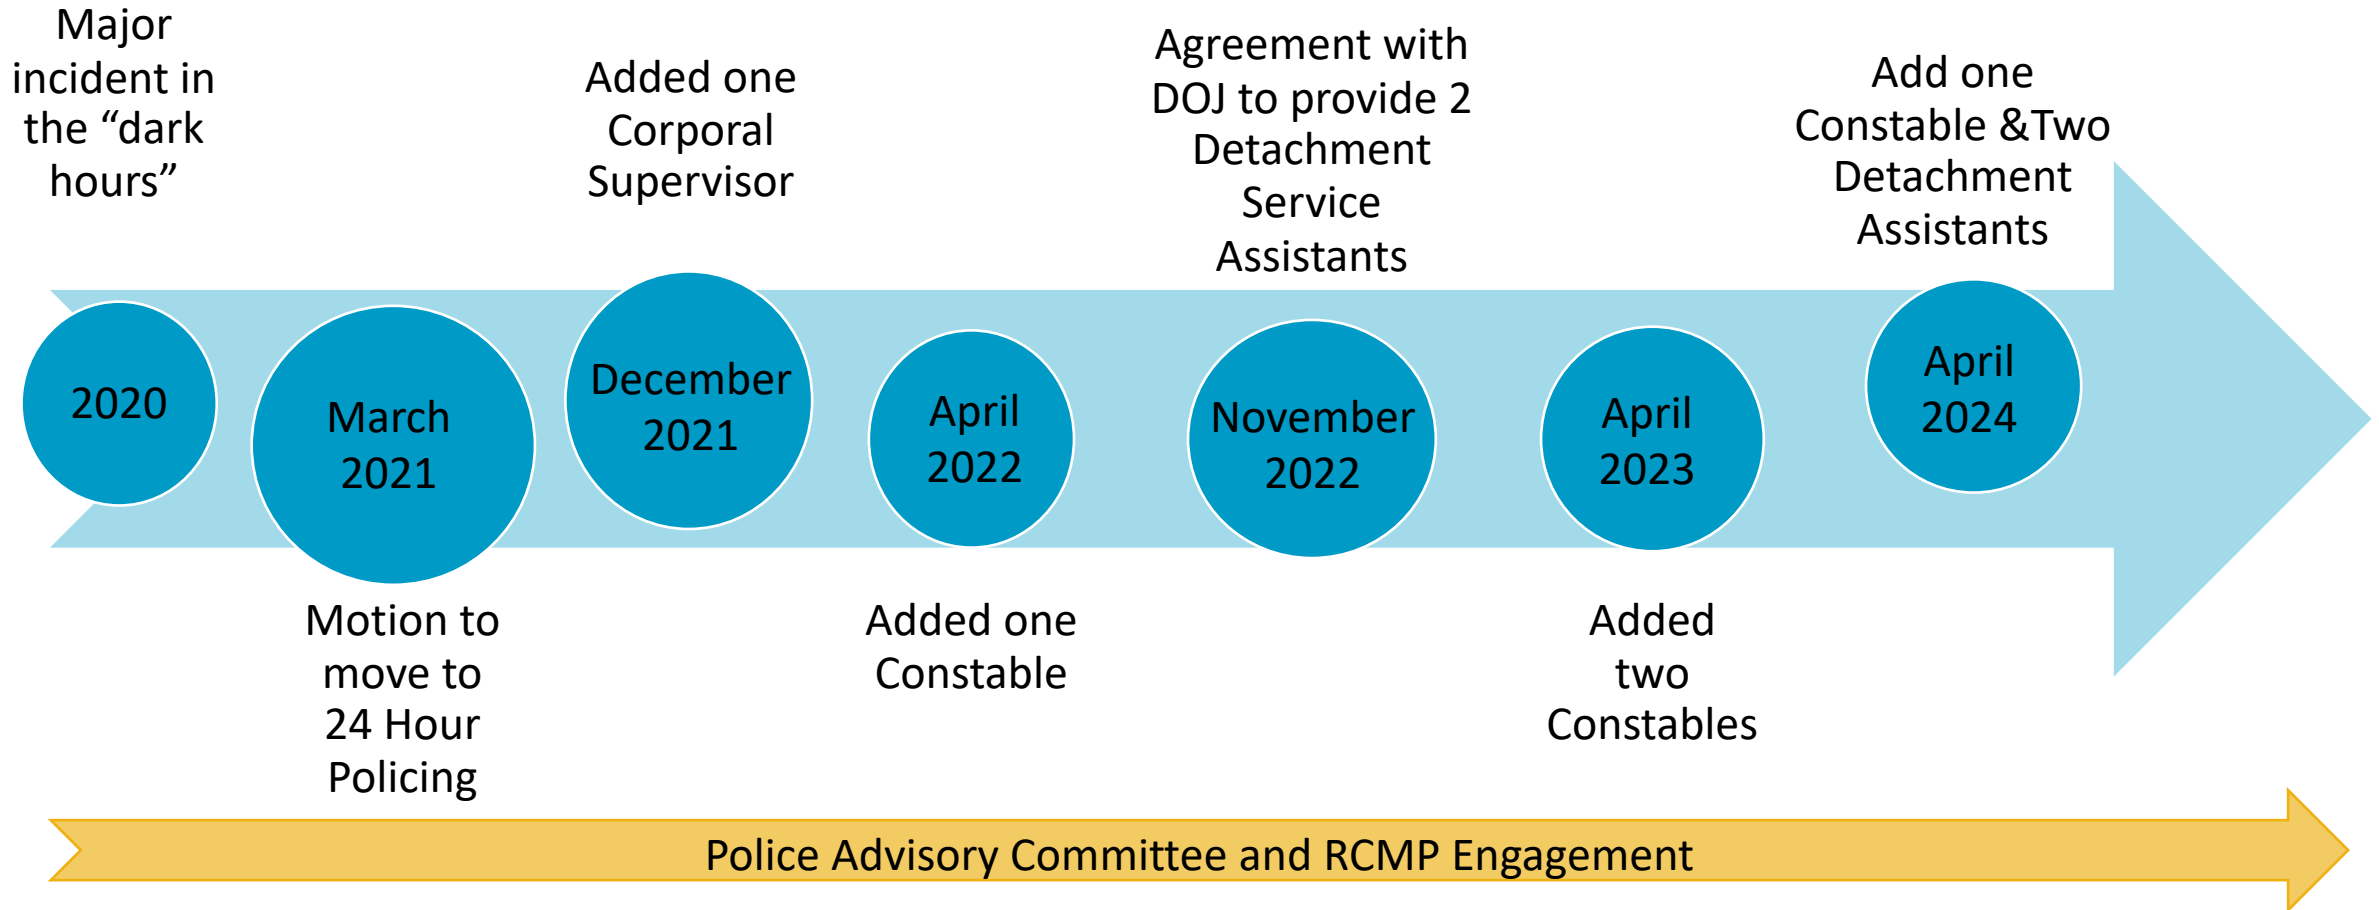 Major
incident in
the “dark
hours”
2020
March
2021
Motion to
move to
24 Hour
Policing
Added one
Corporal
Supervisor
December
2021
April
2022
Added one
Constable
Agreement with
DOJ to provide 2
Detachment
Service
Assistants
November
2022
April
2023
Added
two
Constables
Add one
Constable &Two
Detachment
Assistants
April
2024
Police Advisory Committee and RCMP Engagement